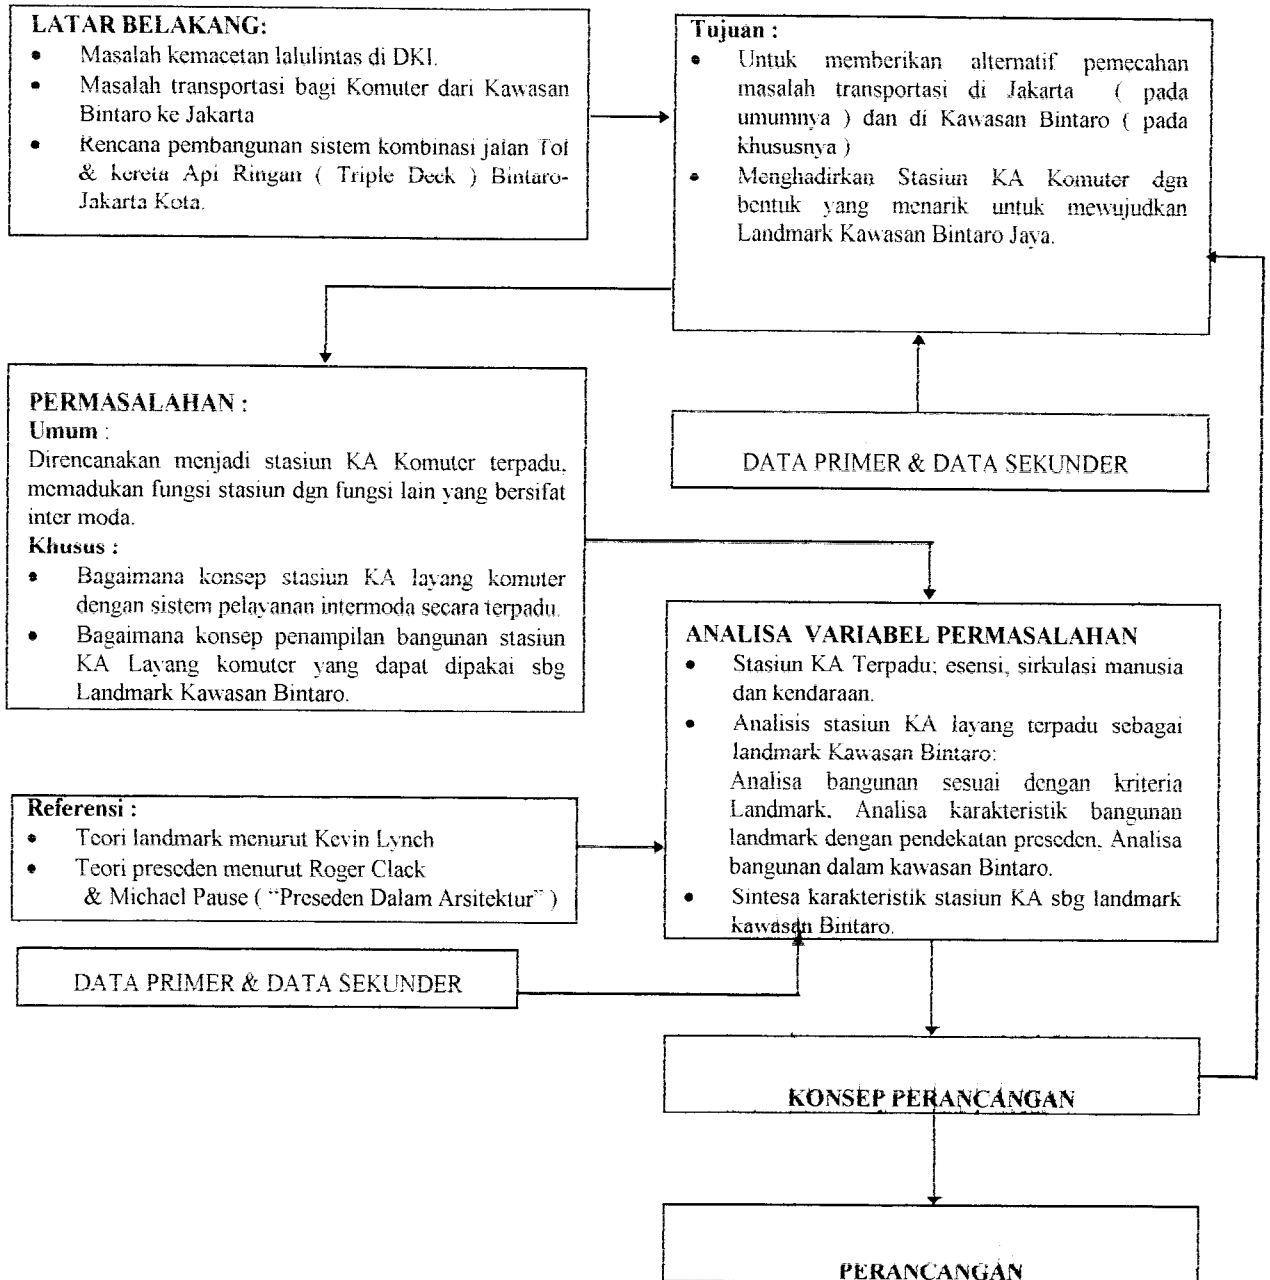 LATAR BELAKANG:
• Masalah kemacetan lalulintas di DKI.
• Masalah transportasi bagi Komuter dari Kawasan
Bintaro ke Jakarta
• Rencana pembangunan sistem kombinasi jalan Tol
& kereta Api Ringan ( Triple Deck ) Bintaro-
Jakarta Kota.
Tujuan :
• Untuk memberikan alternatif pemecahan
masalah transportasi di Jakarta ( pada
umumnya ) dan di Kawasan Bintaro ( pada
khususnya )
• Menghadirkan Stasiun KA Komuter dgn
bentuk yang menarik untuk mewujudkan
Landmark Kawasan Bintaro Jaya.
PERMASALAHAN :
Umum :
Direncanakan menjadi stasiun KA Komuter terpadu,
memadukan fungsi stasiun dgn fungsi lain yang bersifat
inter moda.
Khusus :
• Bagaimana konsep stasiun KA layang komuter
dengan sistem pelayanan intermoda secara terpadu.
• Bagaimana konsep penampilan bangunan stasiun
KA Layang komuter yang dapat dipakai sbg
Landmark Kawasan Bintaro.
DATA PRIMER & DATA SEKUNDER
ANALISA VARIABEL PERMASALAHAN
• Stasiun KA Terpadu; esensi, sirkulasi manusia
dan kendaraan.
• Analisis stasiun KA layang terpadu sebagai
landmark Kawasan Bintaro:
Analisa bangunan sesuai dengan kriteria
Landmark, Analisa karakteristik bangunan
landmark dengan pendekatan preseden, Analisa
bangunan dalam kawasan Bintaro.
• Sintesa karakteristik stasiun KA sbg landmark
kawasan Bintaro.
Referensi :
• Teori landmark menurut Kevin Lynch
• Teori preseden menurut Roger Clack
& Michael Pause ( "Preseden Dalam Arsitektur" )
DATA PRIMER & DATA SEKUNDER
KONSEP PERANCANGAN
PERANCANGAN